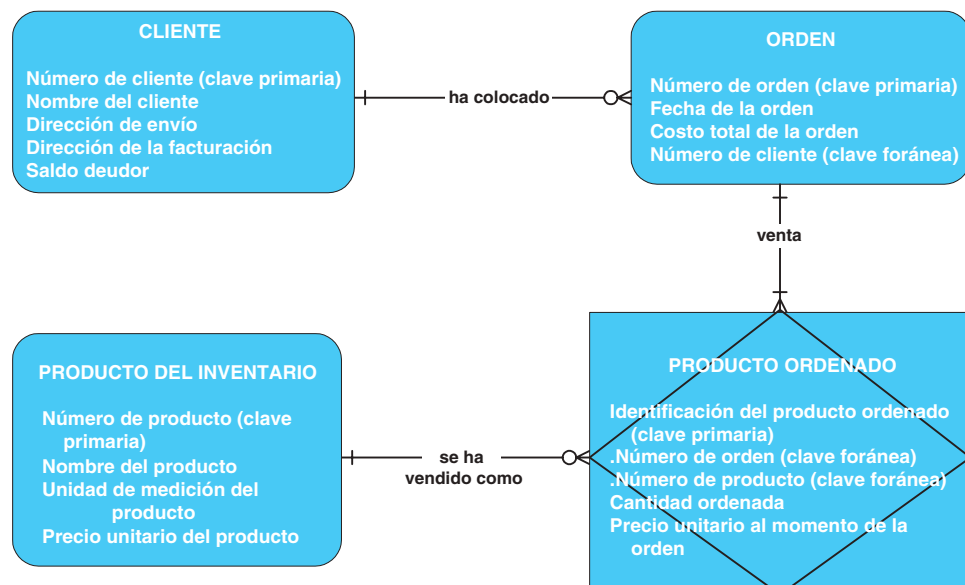 CLIENTE
Número de cliente (clave primaria)
Nombre del cliente
Dirección de envío
Dirección de la facturación
Saldo deudor
ha colocado
ORDEN
Número de orden (clave primaria)
Fecha de la orden
Costo total de la orden
Número de cliente (clave foránea)
venta
PRODUCTO DEL INVENTARIO
Número de producto (clave
primaria)
Nombre del producto
Unidad de medición del
producto
Precio unitario del producto
se ha
vendido como
PRODUCTO ORDENADO
Identificación del producto ordenado
(clave primaria)
.Número de orden (clave foránea)
.Número de producto (clave foránea)
Cantidad ordenada
Precio unitario al momento de la
orden